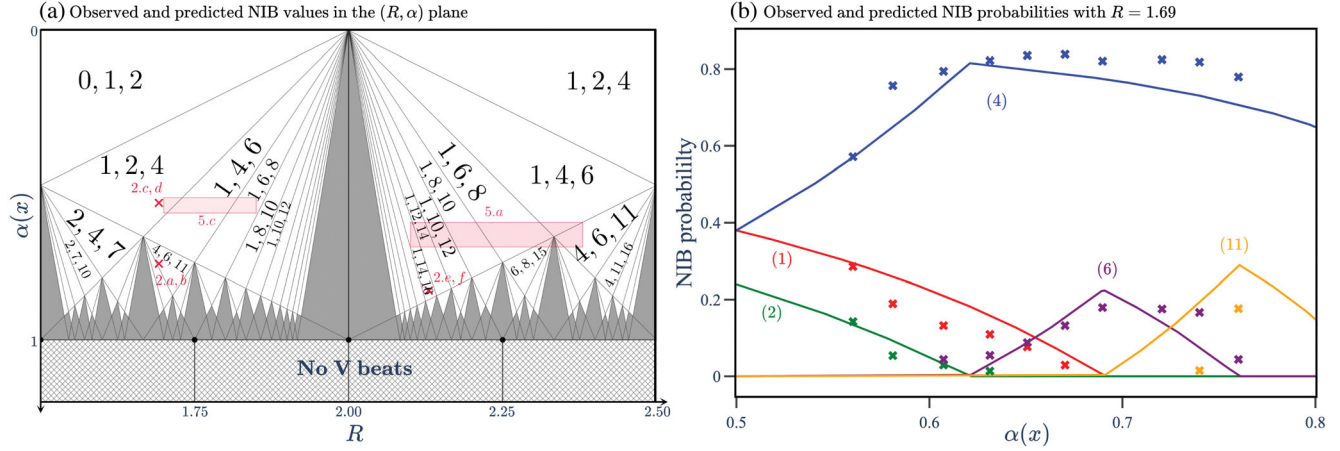 (a) Observed and predicted NIB values in the (R, α) plane
0
0, 1, 2
1, 2, 4
1, 2, 4
1, 4, 6
1, 6, 8
1, 8, 10
1, 10, 12
1, 6, 8
1, 8, 10
1, 10, 12
1, 12, 14
1, 4, 6
2.c, d
5.c
5.a
2, 4, 7
2, 7, 10
4, 6, 11
2.a, b
2.e, f
6, 8, 15
4, 6, 11
4, 11, 16
α(x)
1
No V beats
1.75
2.00
2.25
2.50
R
(b) Observed and predicted NIB probabilities with R = 1.69
NIB probabililty
0.8
0.6
0.4
0.2
0
(4)
(1)
(2)
(6)
(11)
0.5
0.6
0.7
0.8
α(x)